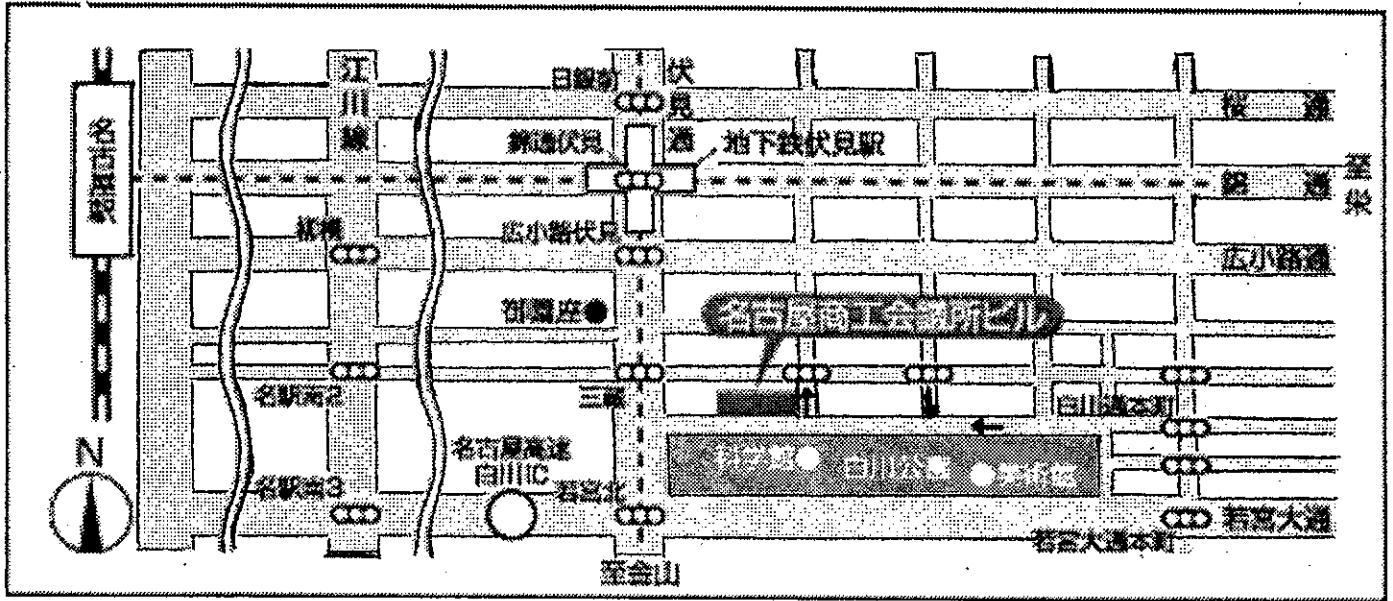 江川線
日銀前
伏見通
桜通
錦通伏見
地下鉄伏見駅
至栄
錦通
名古屋駅
柳橋
広小路伏見
広小路通
御園座
名古屋商工会議所ビル
名駅南2
三蔵
白川通本町
N
名古屋高速
白川IC
科学館
白川公園
美術館
名駅南3
若宮北
若宮大通
若宮大通本町
至金山